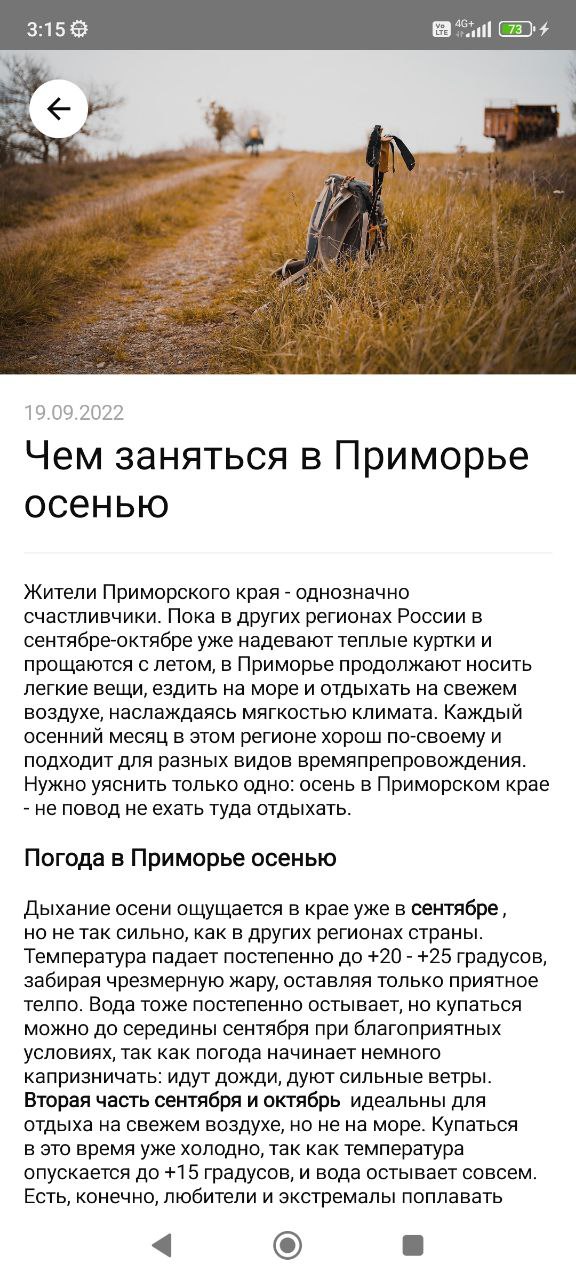 3:15
Vo LTE 4G+ 73
19.09.2022
Чем заняться в Приморье
осенью
Жители Приморского края - однозначно
счастливчики. Пока в других регионах России в
сентябре-октябре уже надевают теплые куртки и
прощаются с летом, в Приморье продолжают носить
легкие вещи, ездить на море и отдыхать на свежем
воздухе, наслаждаясь мягкостью климата. Каждый
осенний месяц в этом регионе хорош по-своему и
подходит для разных видов времяпрепровождения.
Нужно уяснить только одно: осень в Приморском крае
- не повод не ехать туда отдыхать.
Погода в Приморье осенью
Дыхание осени ощущается в крае уже в сентябре ,
но не так сильно, как в других регионах страны.
Температура падает постепенно до +20 - +25 градусов,
забирая чрезмерную жару, оставляя только приятное
телпо. Вода тоже постепенно остывает, но купаться
можно до середины сентября при благоприятных
условиях, так как погода начинает немного
капризничать: идут дожди, дуют сильные ветры.
Вторая часть сентября и октябрь идеальны для
отдыха на свежем воздухе, но не на море. Купаться
в это время уже холодно, так как температура
опускается до +15 градусов, и вода остывает совсем.
Есть, конечно, любители и экстремалы поплавать